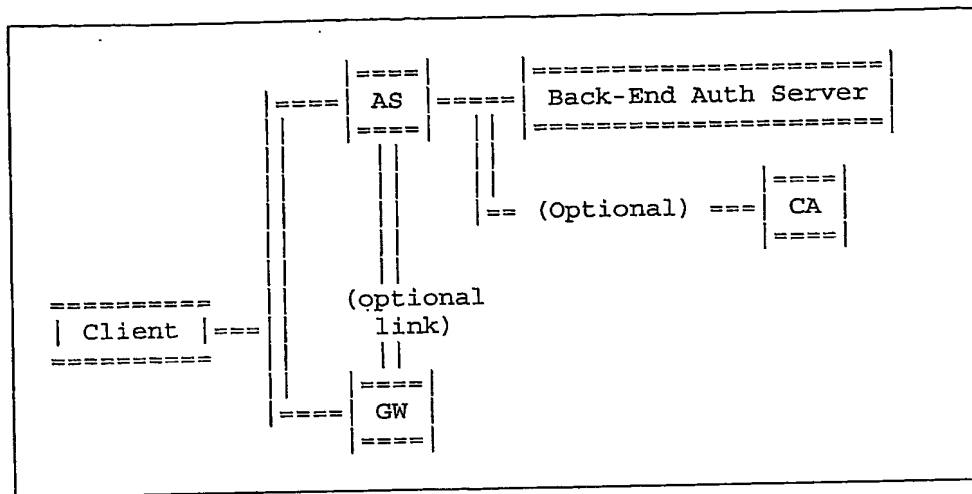 AS
Back-End Auth Server
(Optional)
CA
(optional
link)
Client
GW